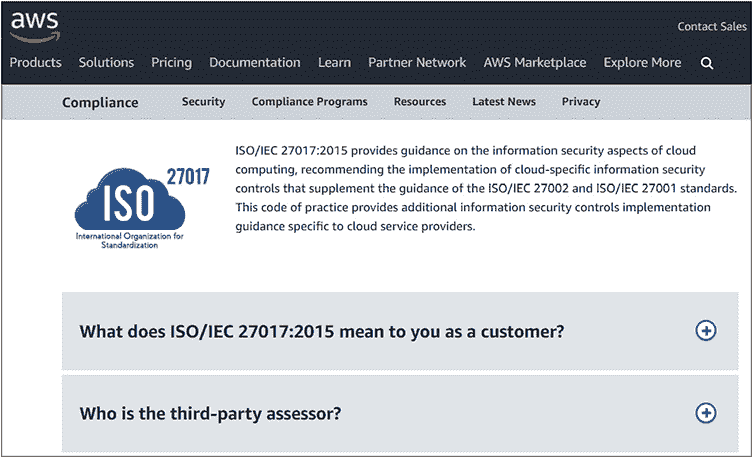 aws
Contact Sales
Products Solutions Pricing Documentation Learn Partner Network AWS Marketplace Explore More
Compliance Security Compliance Programs Resources Latest News Privacy
ISO 27017
International Organization for
Standardization
ISO/IEC 27017:2015 provides guidance on the information security aspects of cloud
computing, recommending the implementation of cloud-specific information security
controls that supplement the guidance of the ISO/IEC 27002 and ISO/IEC 27001 standards.
This code of practice provides additional information security controls implementation
guidance specific to cloud service providers.
What does ISO/IEC 27017:2015 mean to you as a customer?
Who is the third-party assessor?